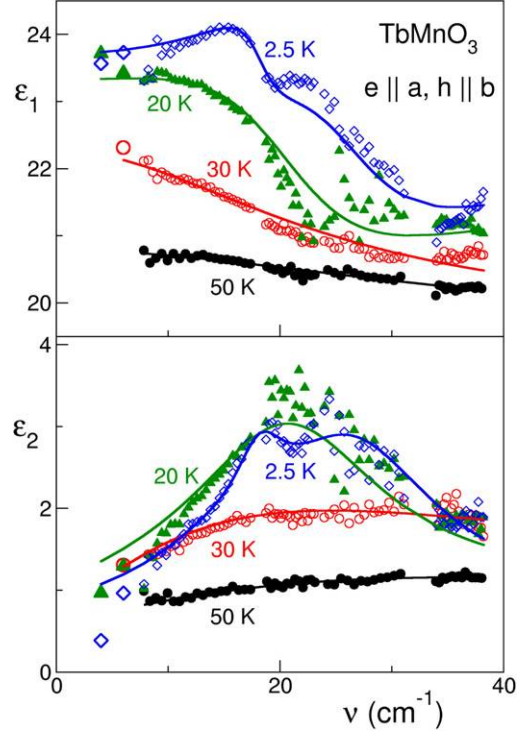 TbMnO3
e || a, h || b
ε1
24
22
20
2.5 K
20 K
30 K
50 K
ε2
4
2
0
20 K
2.5 K
30 K
50 K
0 20 40
ν (cm-1)